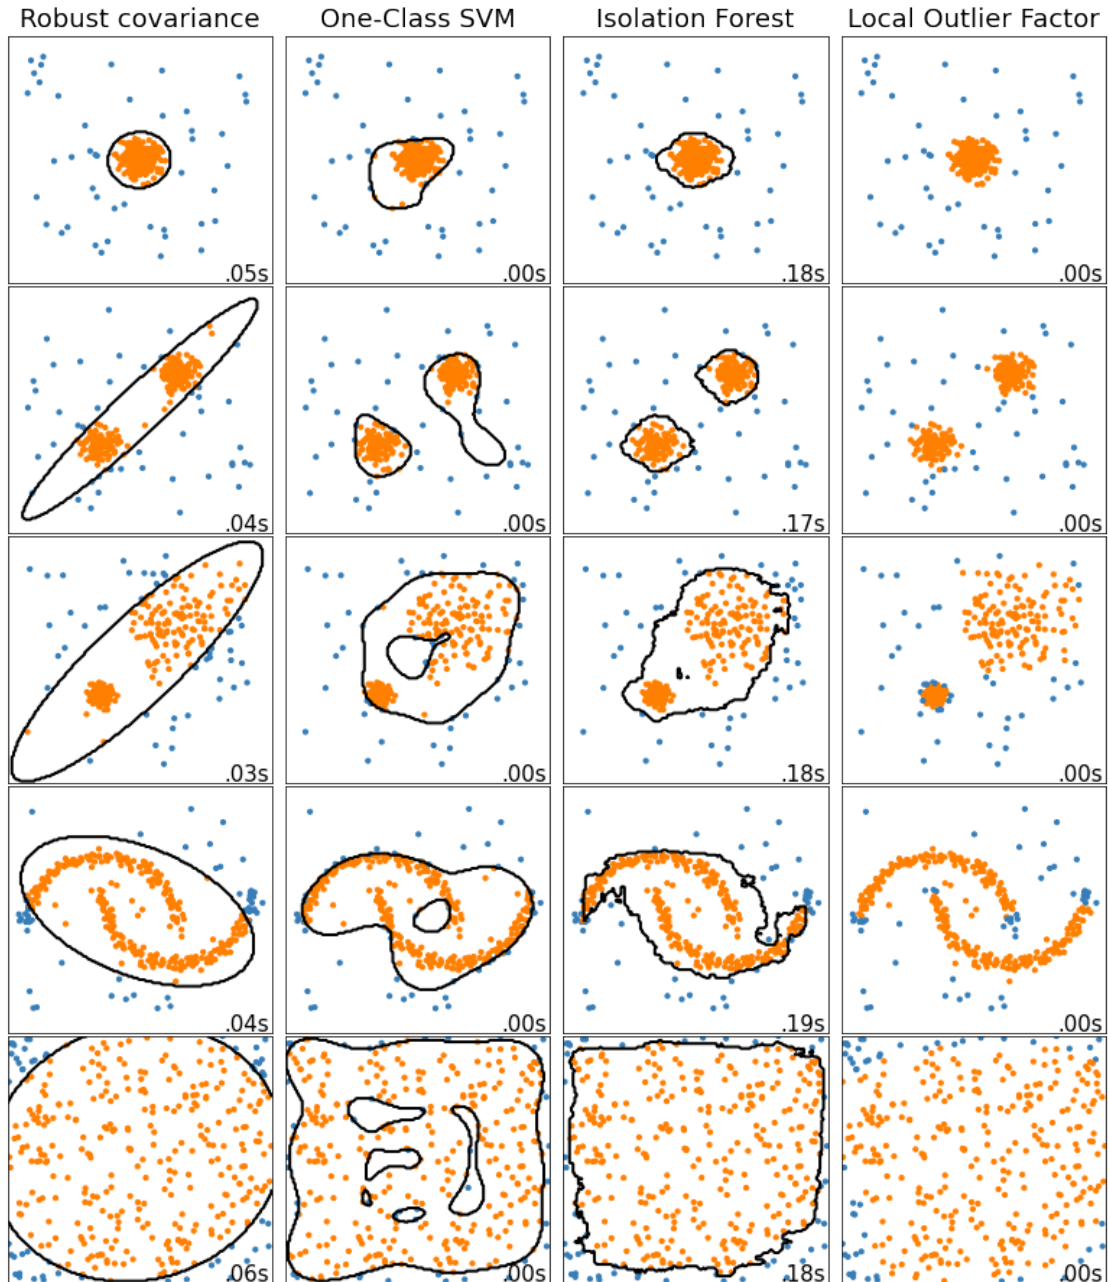 Robust covariance One-Class SVM Isolation Forest Local Outlier Factor
.05s .00s .18s .00s
.04s .00s .17s .00s
.03s .00s .18s .00s
.04s .00s .19s .00s
.06s .00s .18s .00s